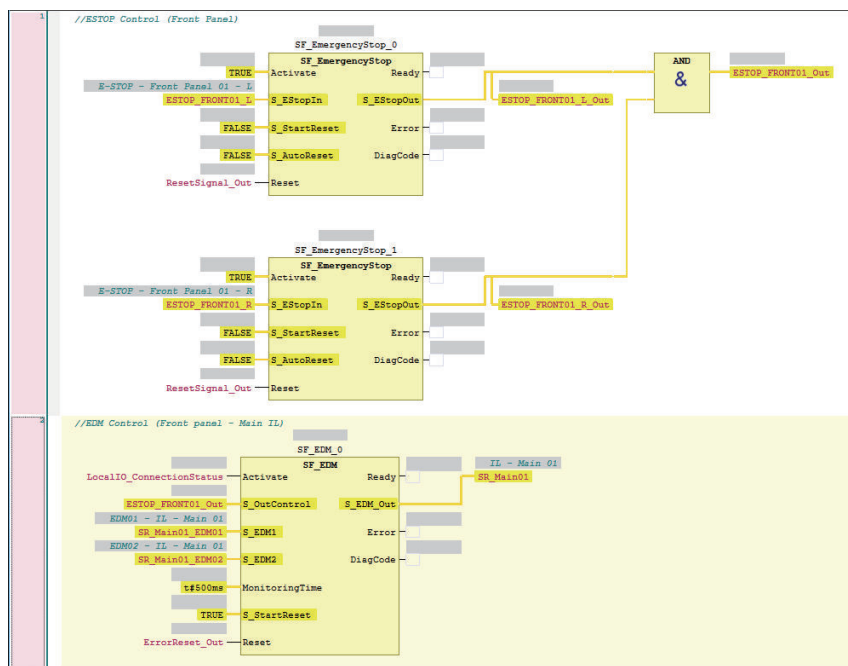 1
//ESTOP Control (Front Panel)
SF_EmergencyStop_0
SF_EmergencyStop
AND
&
TRUE
Activate
Ready
ESTOP_FRONT01_Out
E-STOP - Front Panel 01 - L
ESTOP_FRONT01_L
S_EStopIn
S_EStopOut
ESTOP_FRONT01_L_Out
FALSE
S_StartReset
Error
FALSE
S_AutoReset
DiagCode
ResetSignal_Out
Reset
SF_EmergencyStop_1
SF_EmergencyStop
TRUE
Activate
Ready
E-STOP - Front Panel 01 - R
ESTOP_FRONT01_R
S_EStopIn
S_EStopOut
ESTOP_FRONT01_R_Out
FALSE
S_StartReset
Error
FALSE
S_AutoReset
DiagCode
ResetSignal_Out
Reset
2
//EDM Control (Front panel - Main IL)
SF_EDM_0
SF_EDM
IL - Main 01
LocalIO_ConnectionStatus
Activate
Ready
SR_Main01
ESTOP_FRONT01_Out
S_OutControl
S_EDM_Out
EDM01 - IL - Main 01
SR_Main01_EDM01
S_EDM1
Error
EDM02 - IL - Main 01
SR_Main01_EDM02
S_EDM2
DiagCode
t#500ms
MonitoringTime
TRUE
S_StartReset
ErrorReset_Out
Reset